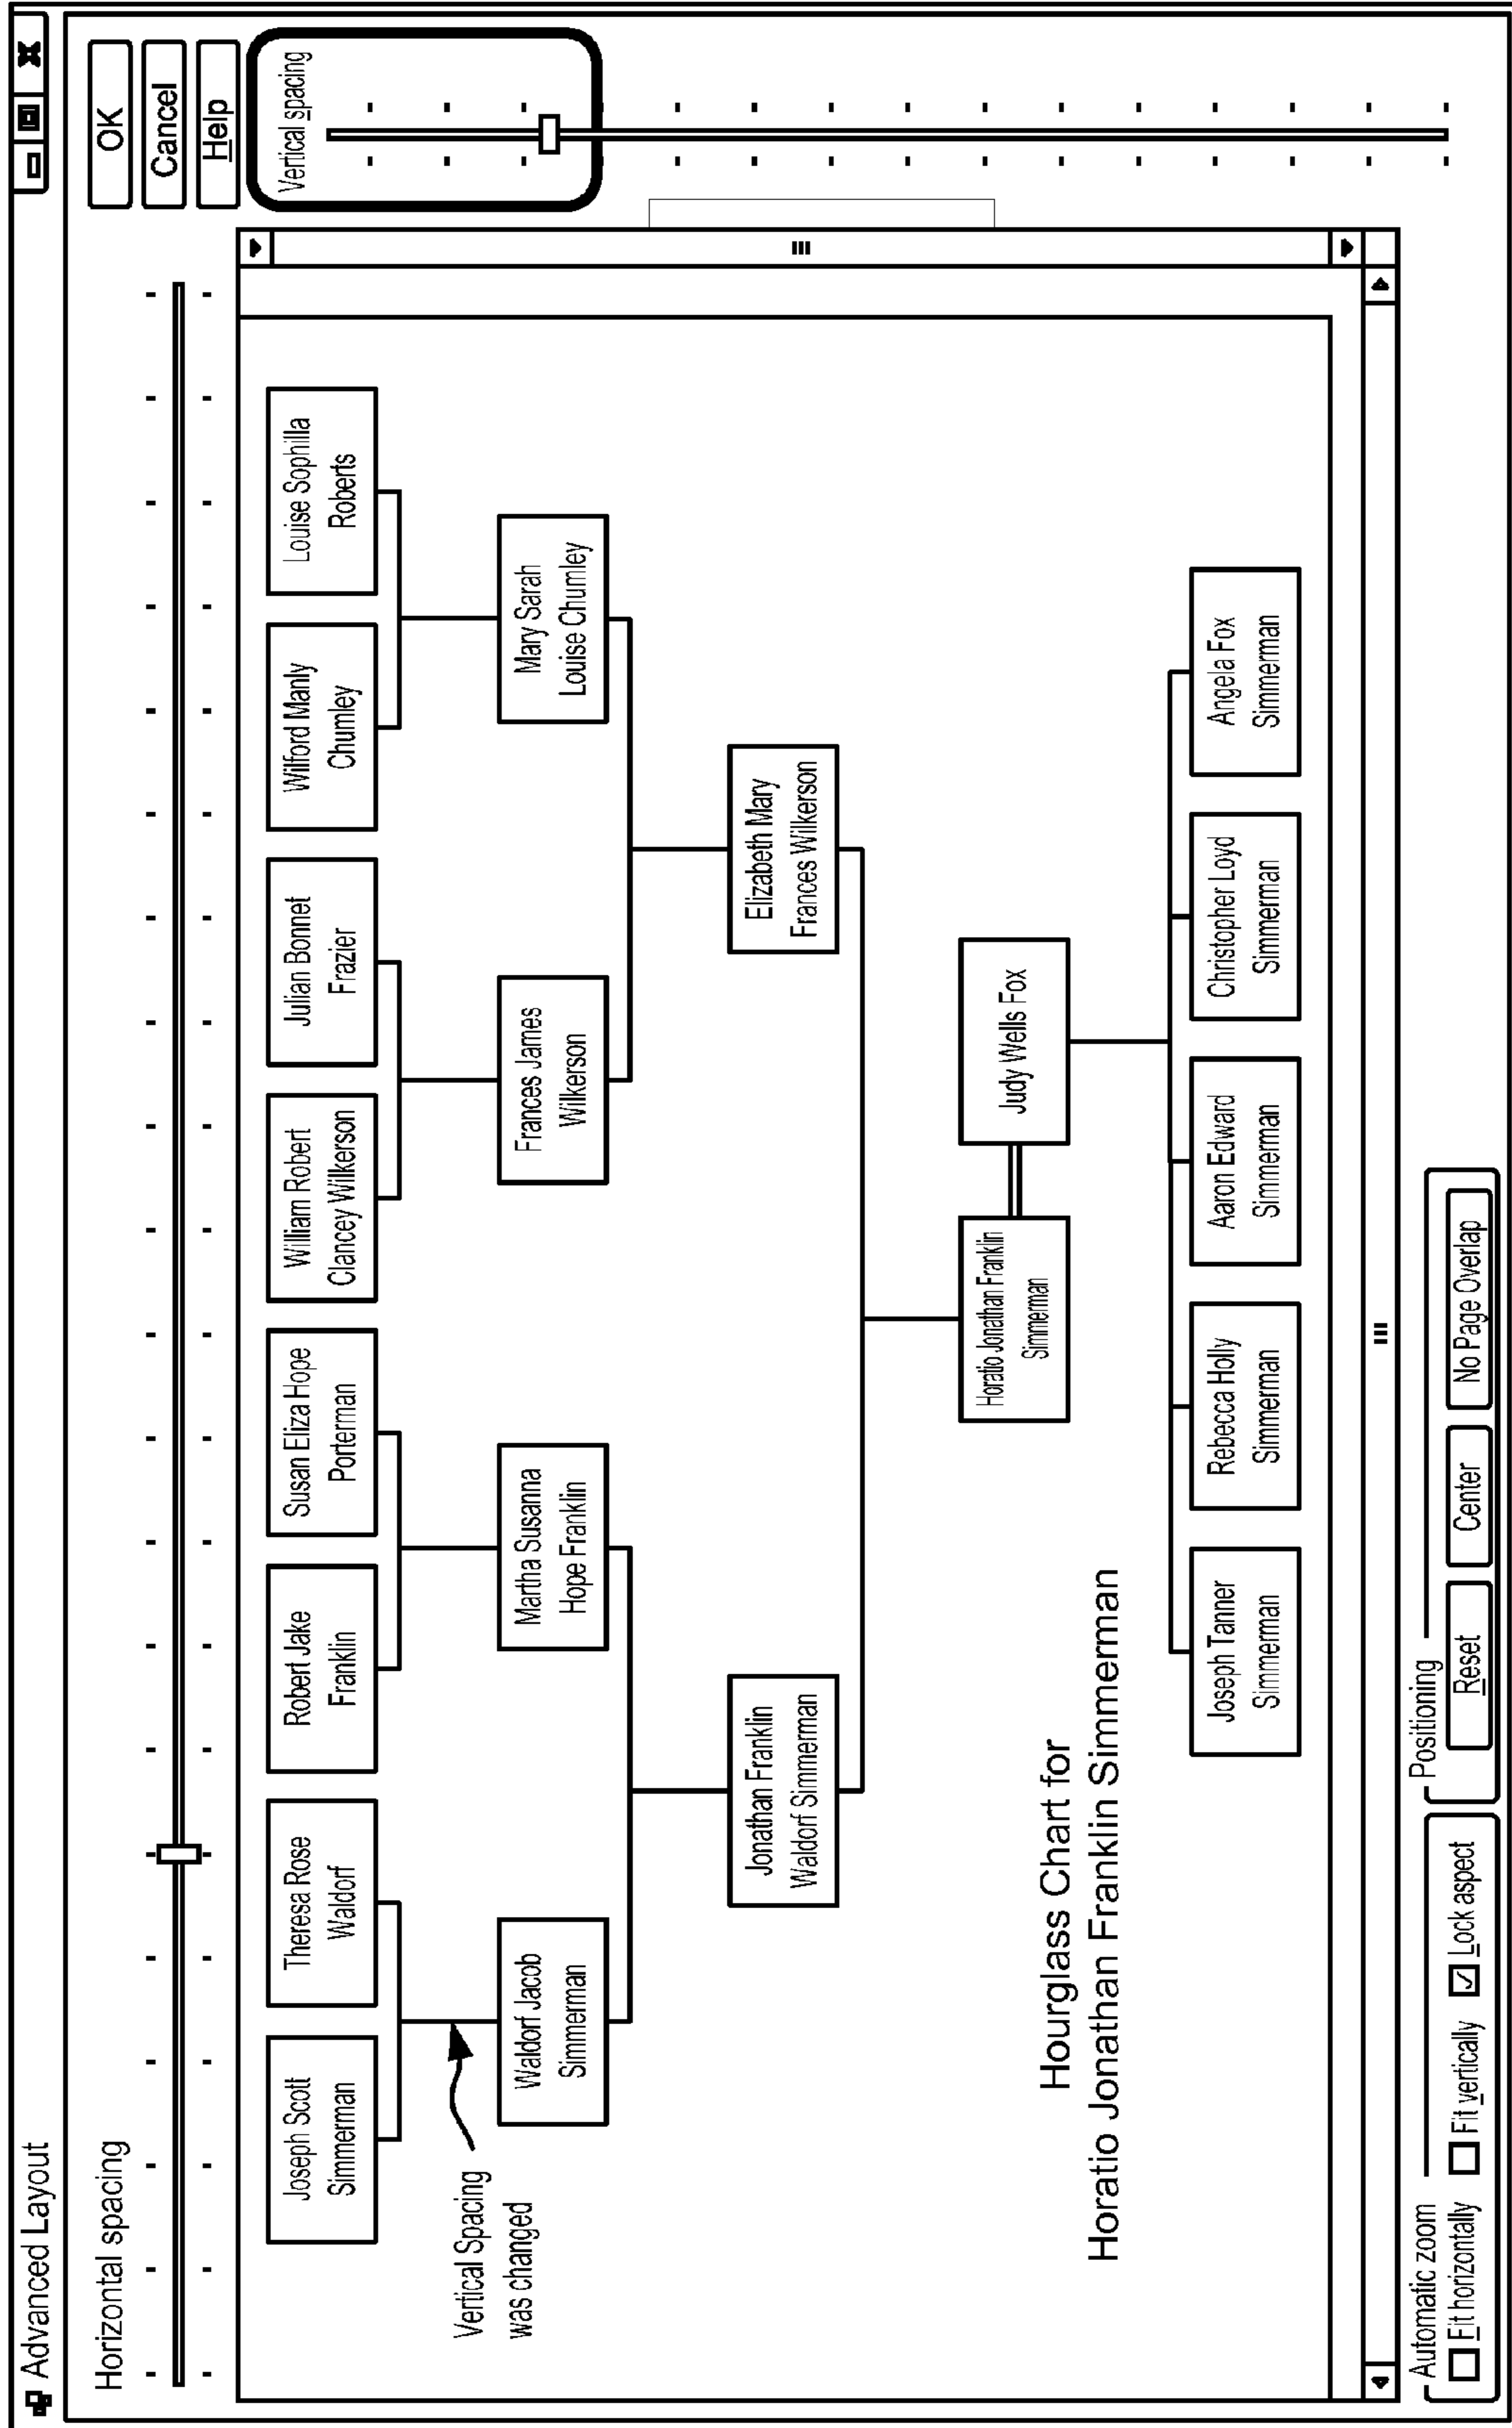 Advanced Layout
Horizontal spacing
OK
Cancel
Help
Vertical spacing
Joseph Scott
Simmerman
Theresa Rose
Waldorf
Robert Jake
Franklin
Susan Eliza Hope
Porterman
William Robert
Clancey Wilkerson
Julian Bonnet
Frazier
Wilford Manly
Chumley
Louise Sophilla
Roberts
Vertical Spacing
was changed
Waldorf Jacob
Simmerman
Martha Susanna
Hope Franklin
Frances James
Wilkerson
Mary Sarah
Louise Chumley
Jonathan Franklin
Waldorf Simmerman
Elizabeth Mary
Frances Wilkerson
Horatio Jonathan Franklin
Simmerman
Judy Wells Fox
Hourglass Chart for
Horatio Jonathan Franklin Simmerman
Joseph Tanner
Simmerman
Rebecca Holly
Simmerman
Aaron Edward
Simmerman
Christopher Loyd
Simmerman
Angela Fox
Simmerman
Automatic zoom
Fit horizontally
Fit vertically
Lock aspect
Positioning
Reset
Center
No Page Overlap